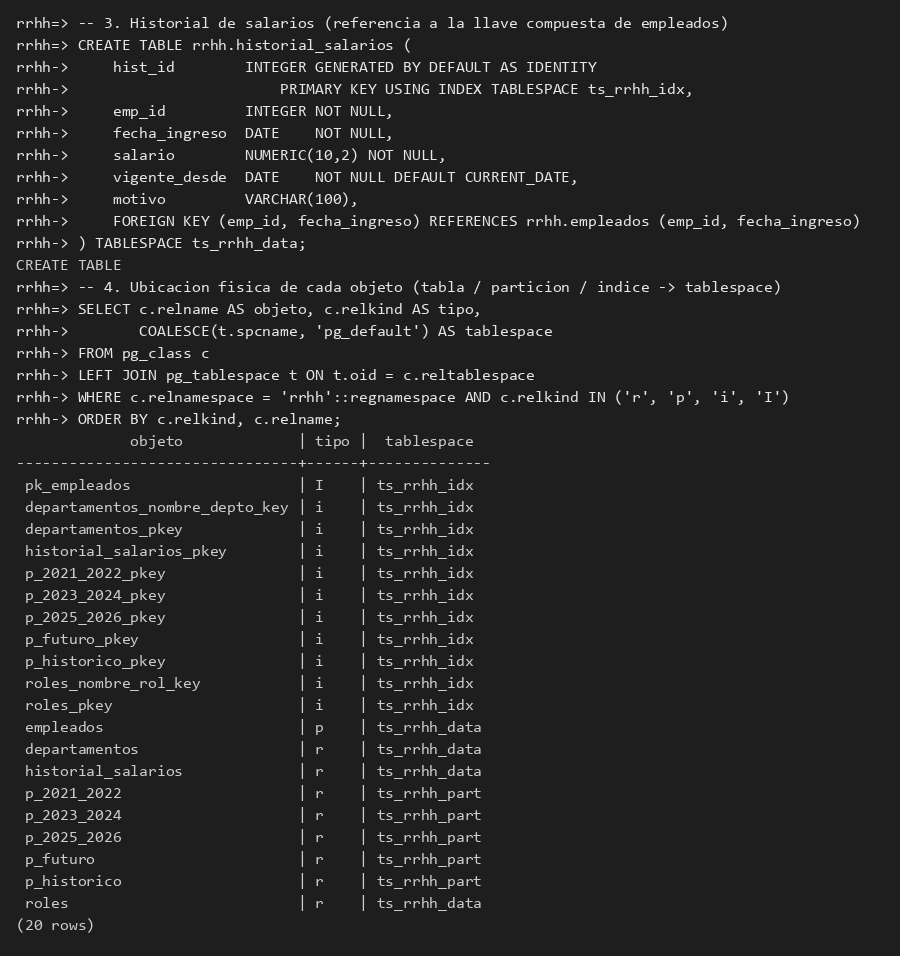 rrhh=> -- 3. Historial de salarios (referencia a la llave compuesta de empleados)
rrhh=> CREATE TABLE rrhh.historial_salarios (
rrhh->     hist_id        INTEGER GENERATED BY DEFAULT AS IDENTITY
rrhh->                        PRIMARY KEY USING INDEX TABLESPACE ts_rrhh_idx,
rrhh->     emp_id         INTEGER NOT NULL,
rrhh->     fecha_ingreso  DATE    NOT NULL,
rrhh->     salario        NUMERIC(10,2) NOT NULL,
rrhh->     vigente_desde  DATE    NOT NULL DEFAULT CURRENT_DATE,
rrhh->     motivo         VARCHAR(100),
rrhh->     FOREIGN KEY (emp_id, fecha_ingreso) REFERENCES rrhh.empleados (emp_id, fecha_ingreso)
rrhh-> ) TABLESPACE ts_rrhh_data;
CREATE TABLE
rrhh=> -- 4. Ubicacion fisica de cada objeto (tabla / particion / indice -> tablespace)
rrhh=> SELECT c.relname AS objeto, c.relkind AS tipo,
rrhh->        COALESCE(t.spcname, 'pg_default') AS tablespace
rrhh-> FROM pg_class c
rrhh-> LEFT JOIN pg_tablespace t ON t.oid = c.reltablespace
rrhh-> WHERE c.relnamespace = 'rrhh'::regnamespace AND c.relkind IN ('r', 'p', 'i', 'I')
rrhh-> ORDER BY c.relkind, c.relname;
             objeto             | tipo |  tablespace
--------------------------------+------+--------------
 pk_empleados                   | I    | ts_rrhh_idx
 departamentos_nombre_depto_key | i    | ts_rrhh_idx
 departamentos_pkey             | i    | ts_rrhh_idx
 historial_salarios_pkey        | i    | ts_rrhh_idx
 p_2021_2022_pkey               | i    | ts_rrhh_idx
 p_2023_2024_pkey               | i    | ts_rrhh_idx
 p_2025_2026_pkey               | i    | ts_rrhh_idx
 p_futuro_pkey                  | i    | ts_rrhh_idx
 p_historico_pkey               | i    | ts_rrhh_idx
 roles_nombre_rol_key           | i    | ts_rrhh_idx
 roles_pkey                     | i    | ts_rrhh_idx
 empleados                      | p    | ts_rrhh_data
 departamentos                  | r    | ts_rrhh_data
 historial_salarios             | r    | ts_rrhh_data
 p_2021_2022                    | r    | ts_rrhh_part
 p_2023_2024                    | r    | ts_rrhh_part
 p_2025_2026                    | r    | ts_rrhh_part
 p_futuro                       | r    | ts_rrhh_part
 p_historico                    | r    | ts_rrhh_part
 roles                          | r    | ts_rrhh_data
(20 rows)